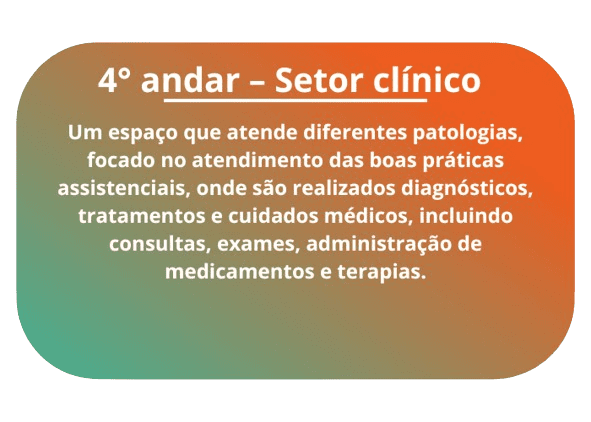 4° andar – Setor clínico
Um espaço que atende diferentes patologias,
focado no atendimento das boas práticas
assistenciais, onde são realizados diagnósticos,
tratamentos e cuidados médicos, incluindo
consultas, exames, administração de
medicamentos e terapias.